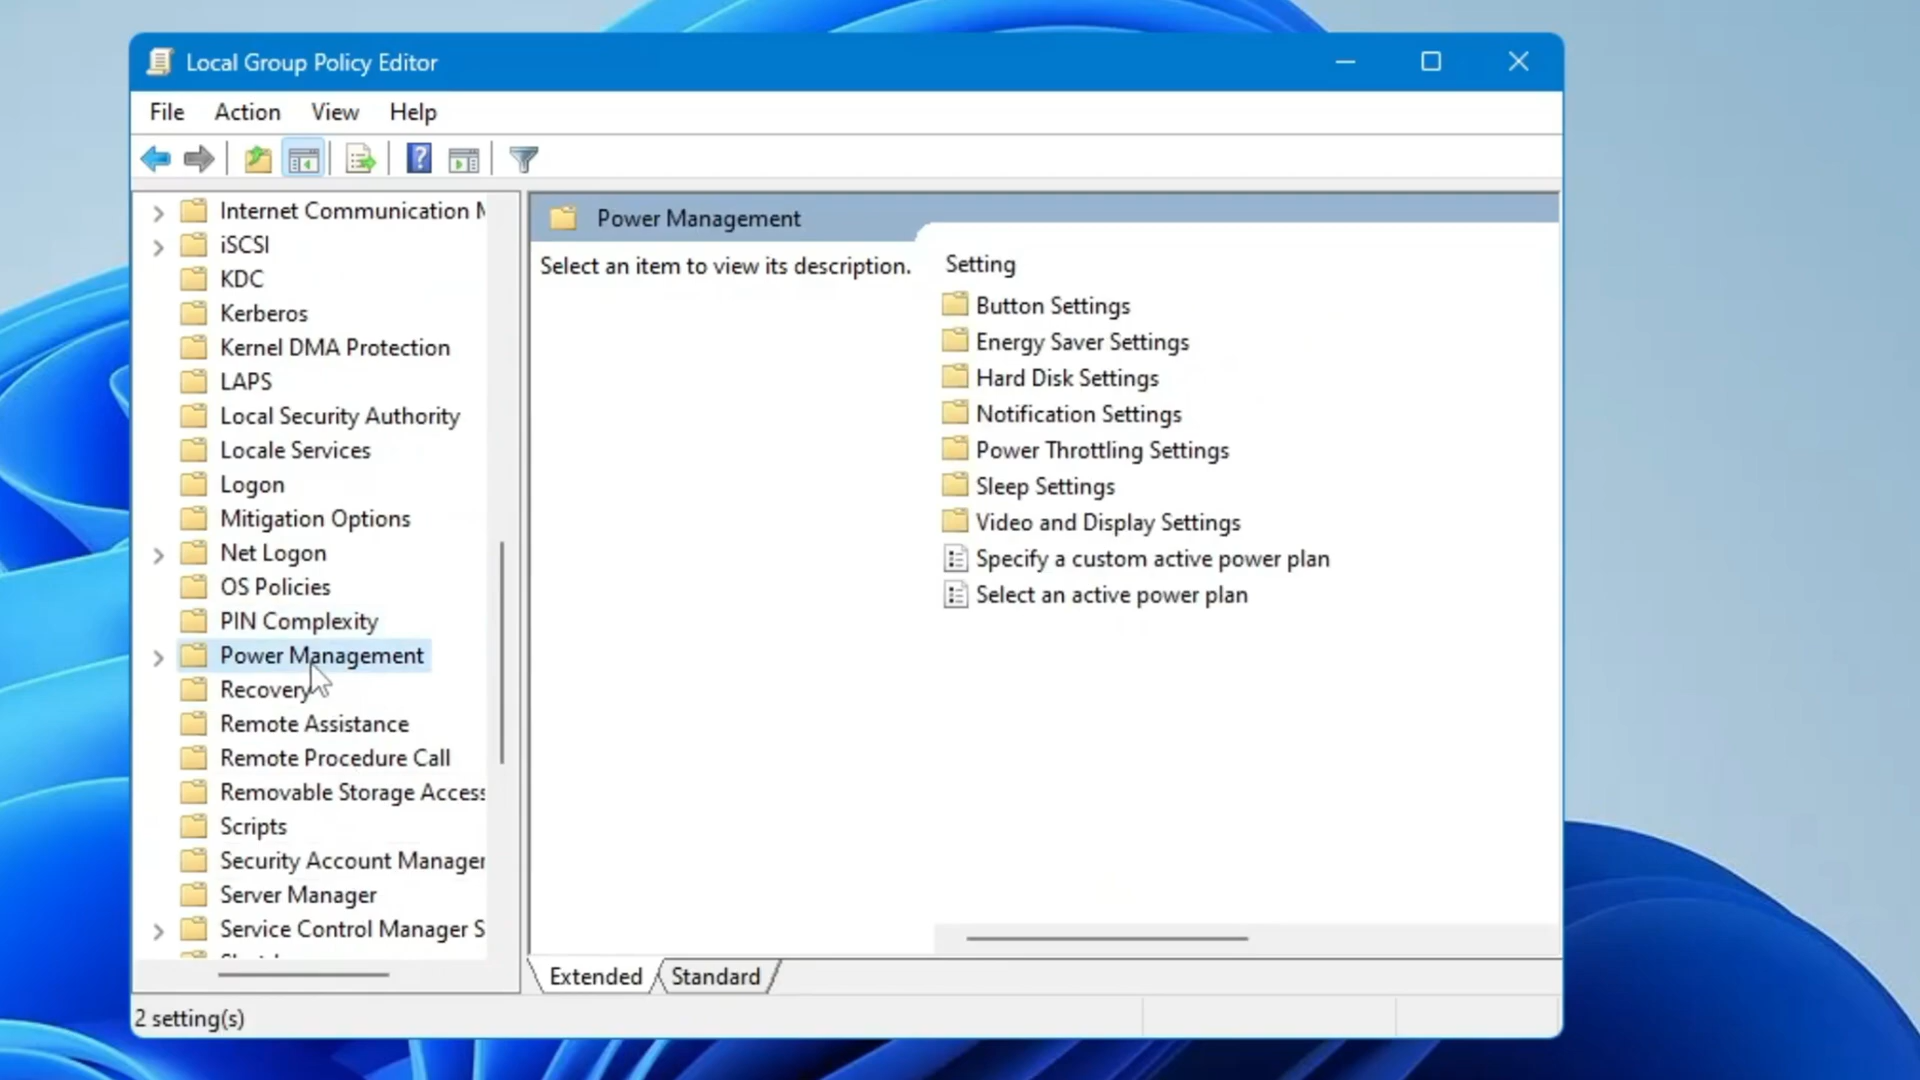 Local Group Policy Editor
File Action View Help
Internet Communication M
iSCSI
KDC
Kerberos
Kernel DMA Protection
LAPS
Local Security Authority
Locale Services
Logon
Mitigation Options
Net Logon
OS Policies
PIN Complexity
Power Management
Recovery
Remote Assistance
Remote Procedure Call
Removable Storage Access
Scripts
Security Account Manager
Server Manager
Service Control Manager S
Power Management
Select an item to view its description.
Setting
Button Settings
Energy Saver Settings
Hard Disk Settings
Notification Settings
Power Throttling Settings
Sleep Settings
Video and Display Settings
Specify a custom active power plan
Select an active power plan
Extended Standard
2 setting(s)